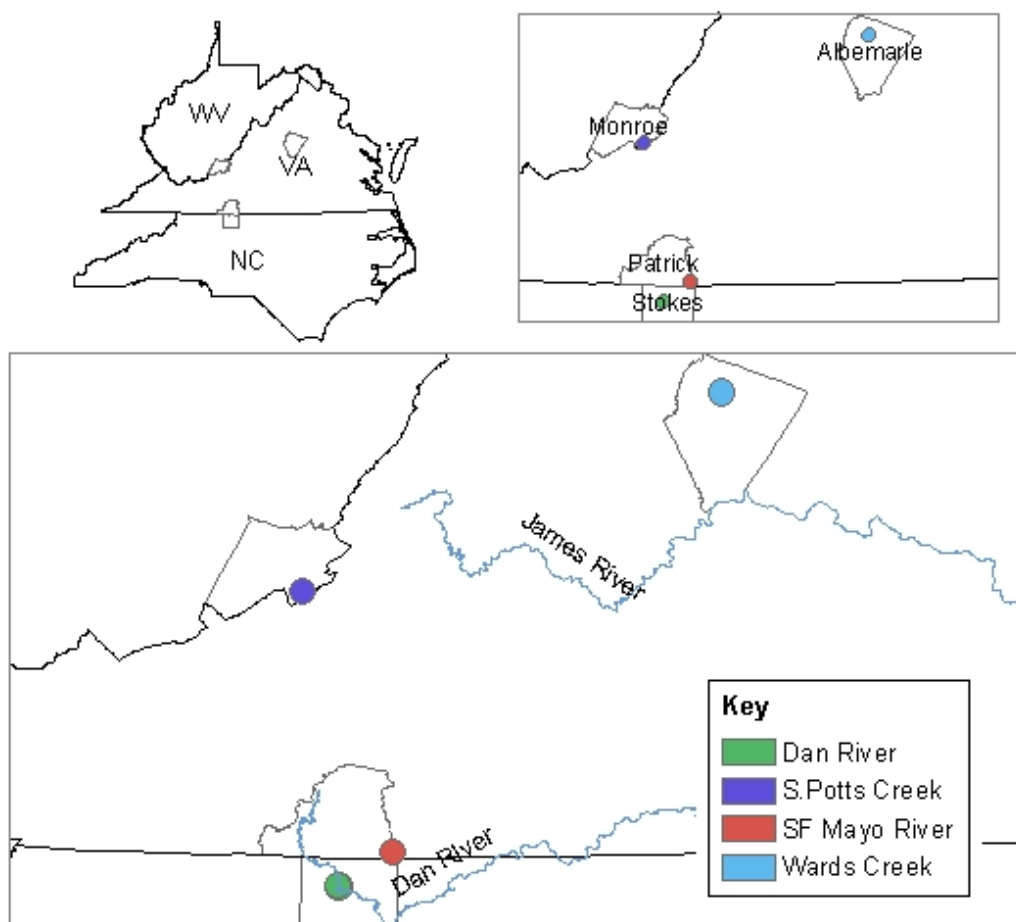 WV
VA
NC
Albemarle
Monroe
Patrick
Stokes
James River
Dan River
Key
Dan River
S.Potts Creek
SF Mayo River
Wards Creek